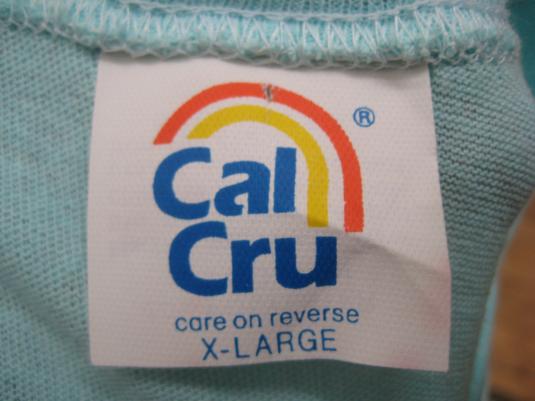 Cal ®
Cru
care on reverse
X-LARGE